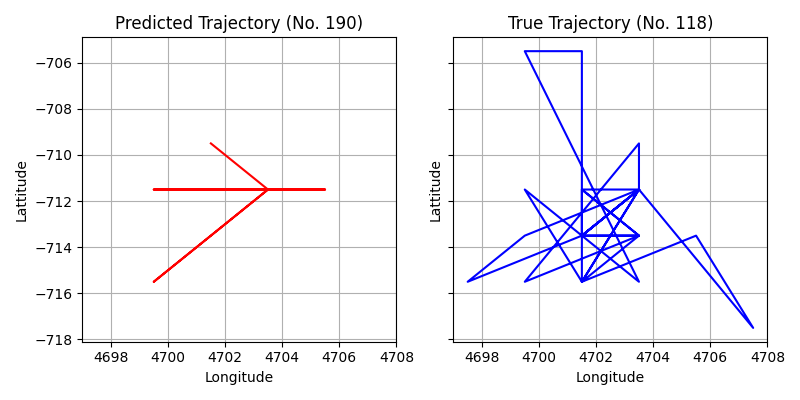 Predicted Trajectory (No. 190)
True Trajectory (No. 118)
−706
−708
−710
−712
−714
−716
−718
Lattitude
Lattitude
4698 4700 4702 4704 4706 4708
4698 4700 4702 4704 4706 4708
Longitude
Longitude